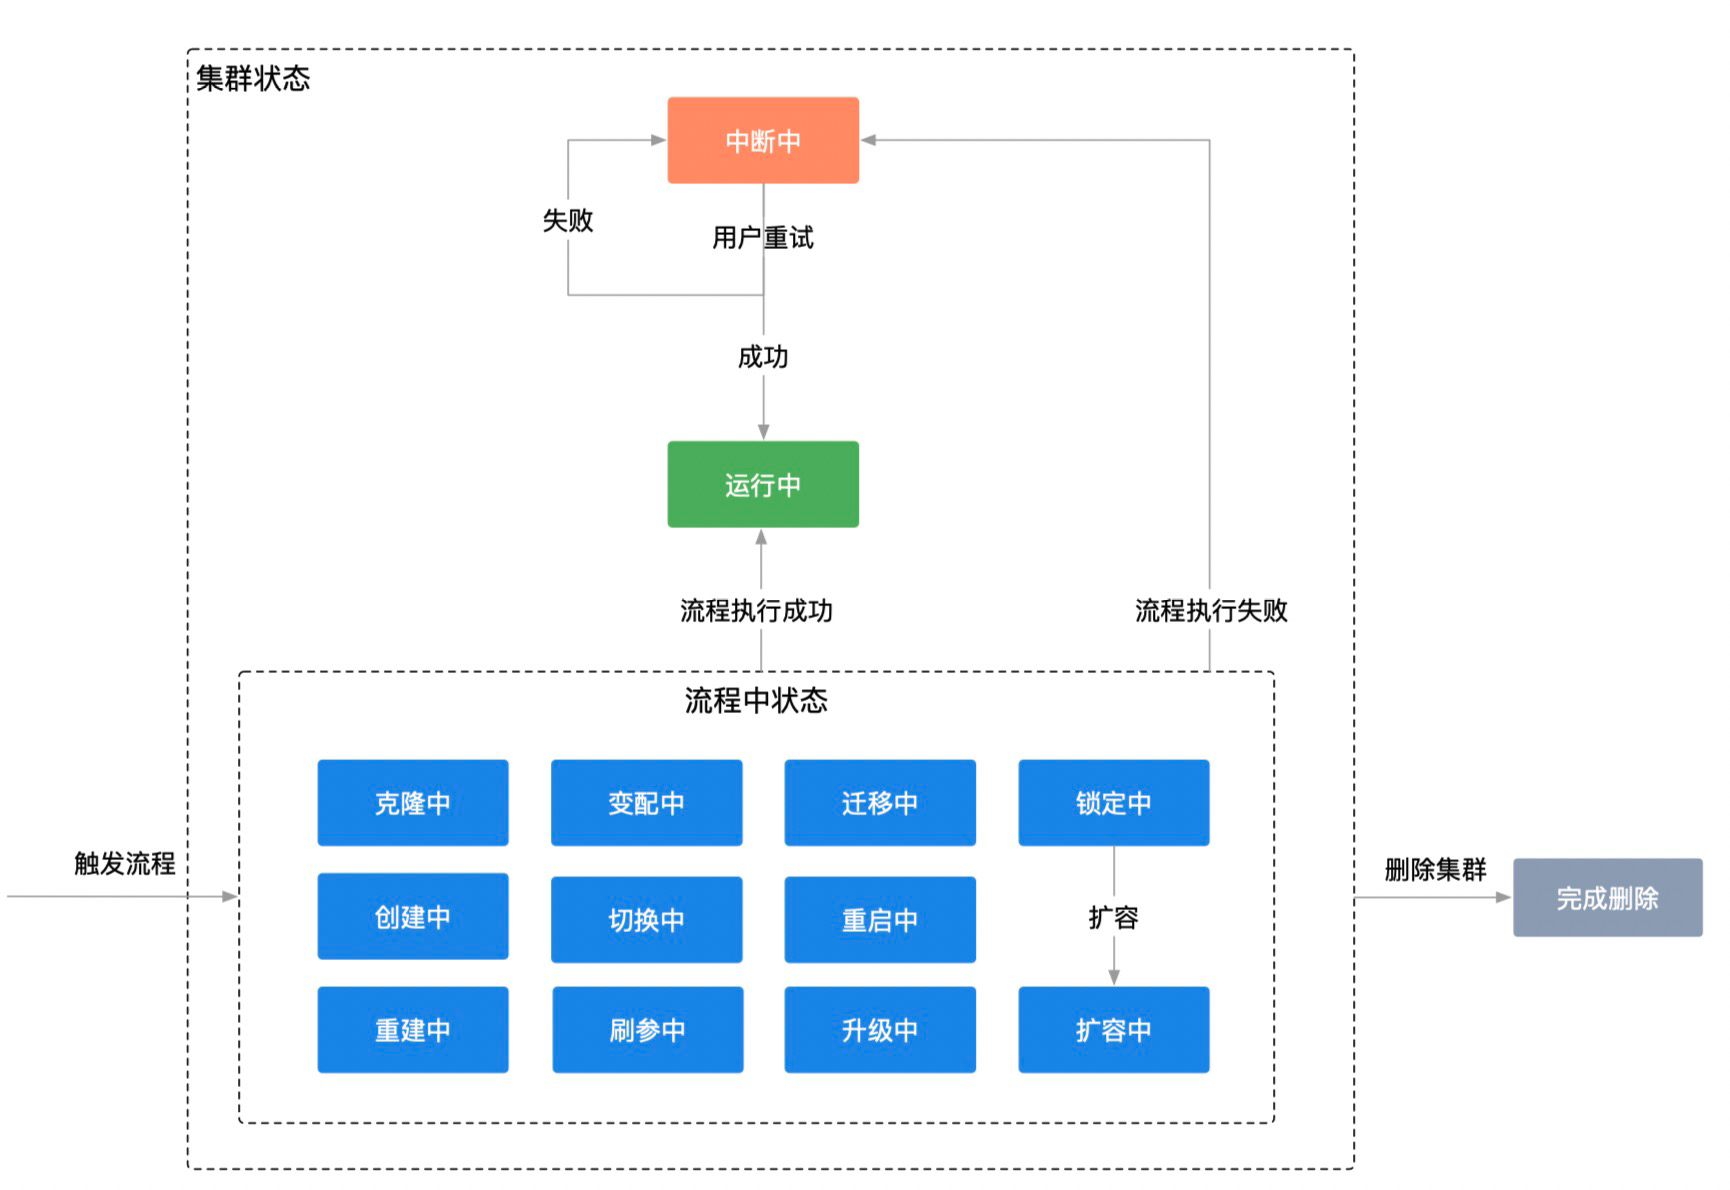 集群状态
中断中
失败
用户重试
成功
运行中
流程执行成功
流程执行失败
流程中状态
克隆中
变配中
迁移中
锁定中
触发流程
创建中
切换中
重启中
扩容
删除集群
完成删除
重建中
刷参中
升级中
扩容中